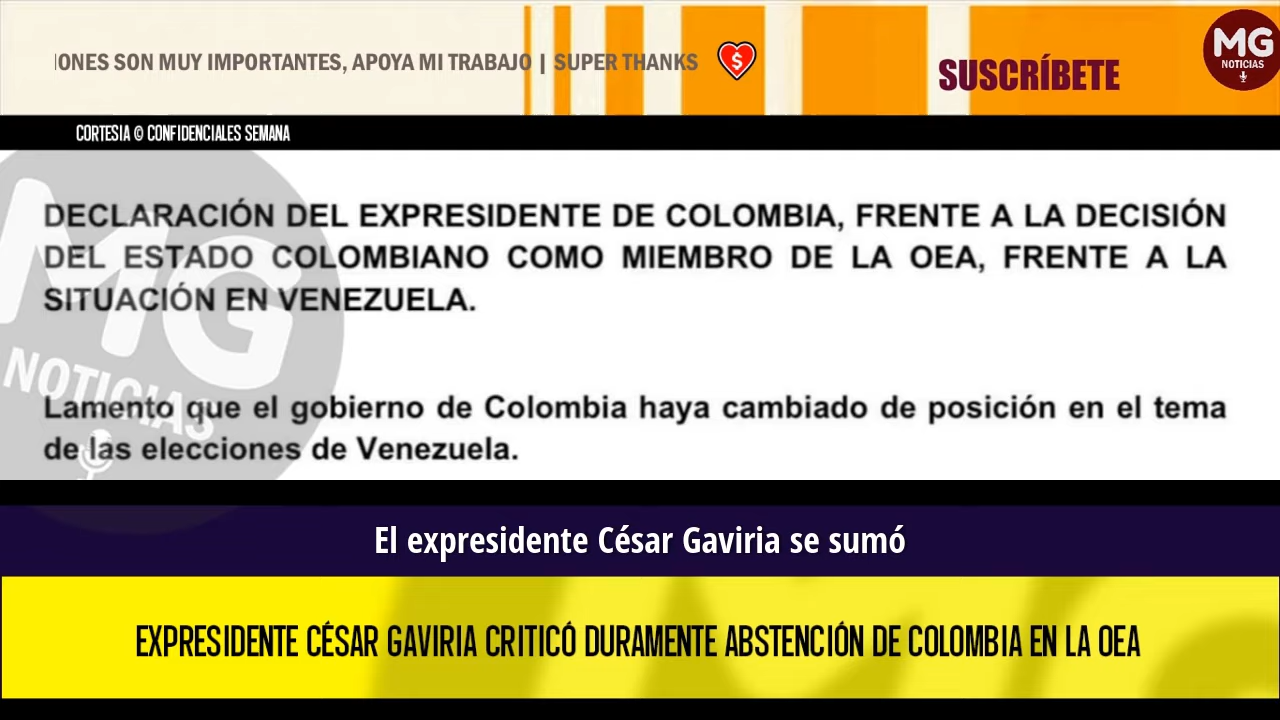 IONES SON MUY IMPORTANTES, APOYA MI TRABAJO | SUPER THANKS
SUSCRÍBETE
MG
NOTICIAS
CORTESIA © CONFIDENCIALES SEMANA
DECLARACIÓN DEL EXPRESIDENTE DE COLOMBIA, FRENTE A LA DECISIÓN
DEL ESTADO COLOMBIANO COMO MIEMBRO DE LA OEA, FRENTE A LA
SITUACIÓN EN VENEZUELA.
MG
NOTICIAS
Lamento que el gobierno de Colombia haya cambiado de posición en el tema
de las elecciones de Venezuela.
El expresidente César Gaviria se sumó
EXPRESIDENTE CÉSAR GAVIRIA CRITICÓ DURAMENTE ABSTENCIÓN DE COLOMBIA EN LA OEA